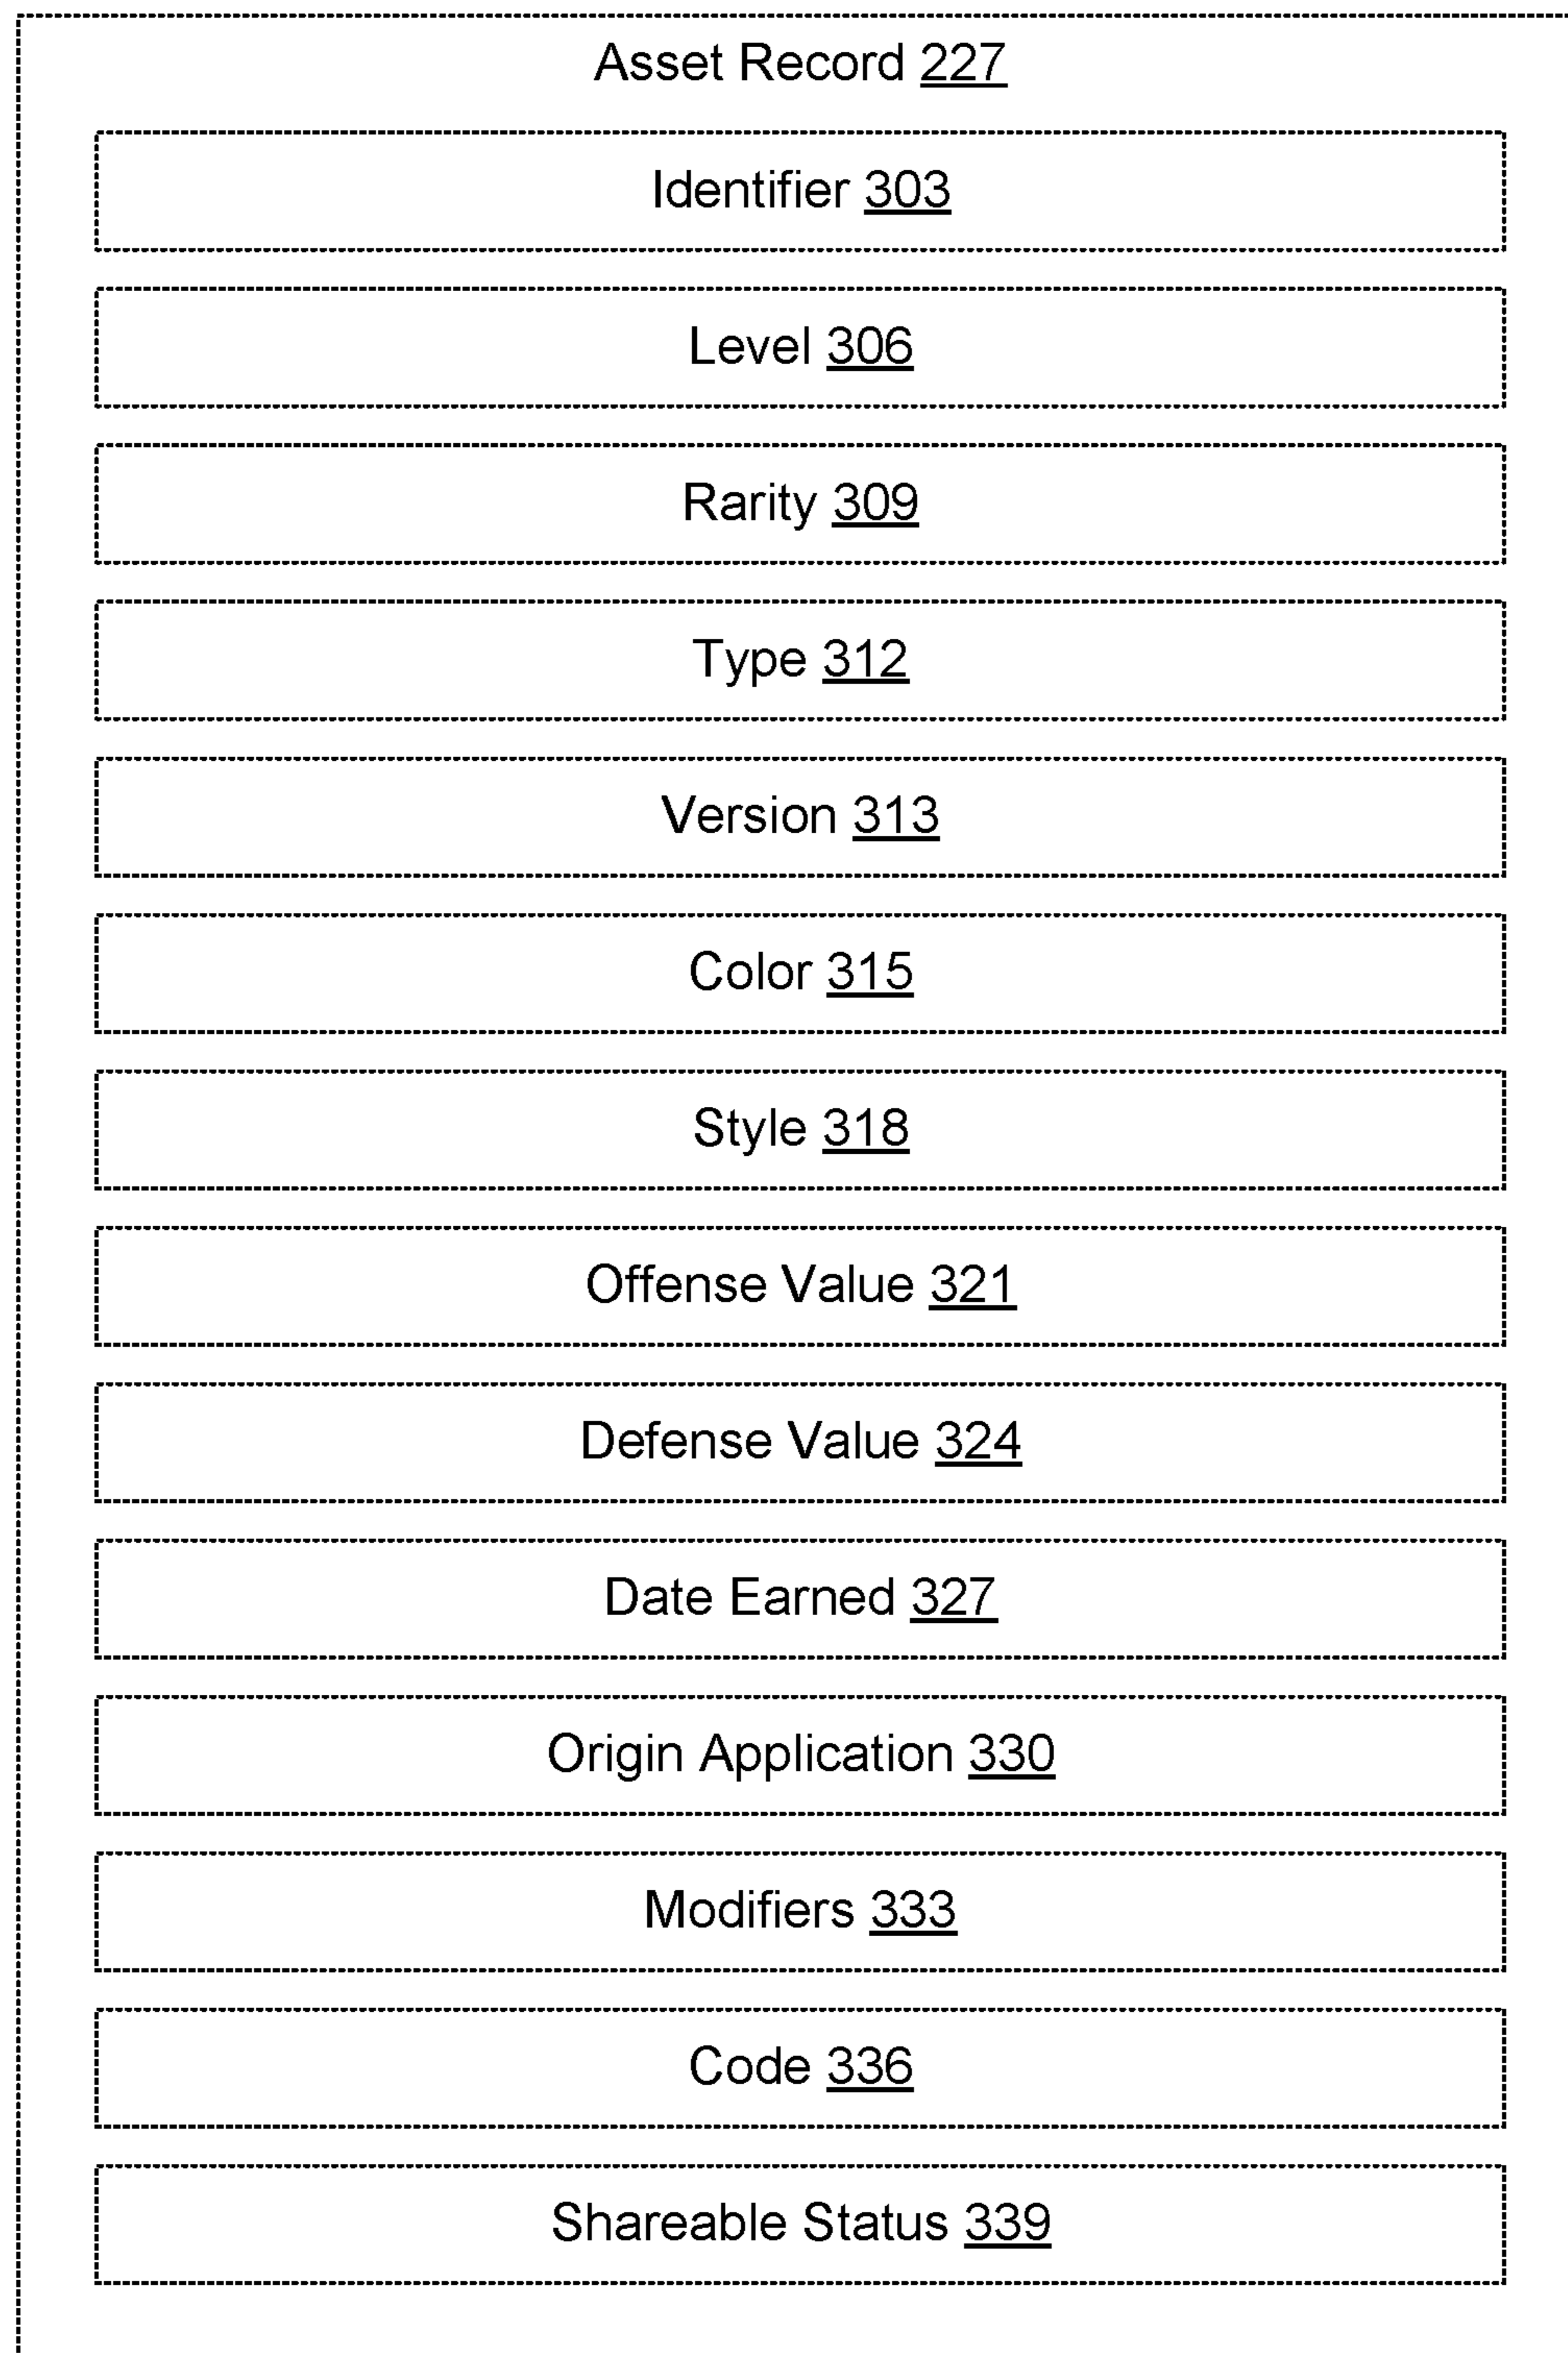 Asset Record 227
Identifier 303
Level 306
Rarity 309
Type 312
Version 313
Color 315
Style 318
Offense Value 321
Defense Value 324
Date Earned 327
Origin Application 330
Modifiers 333
Code 336
Shareable Status 339